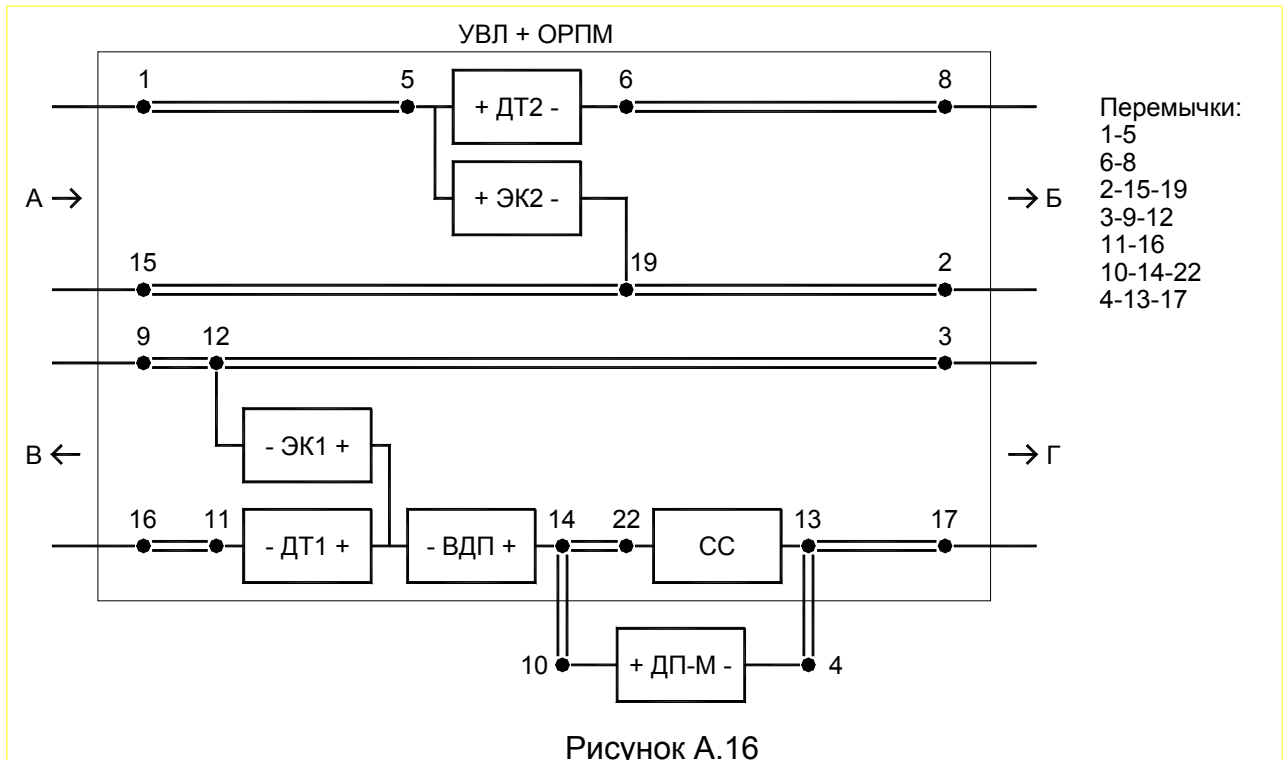 УВЛ + ОРПМ
1 5 6 8
+ ДТ2 -
Перемычки:
1-5
6-8
2-15-19
3-9-12
11-16
10-14-22
4-13-17
А → + ЭК2 - → Б
15 19 2
9 12 3
В ← - ЭК1 + → Г
16 11 14 22 13 17
- ДТ1 + - ВДП + СС
10 + ДП-М - 4
Рисунок А.16